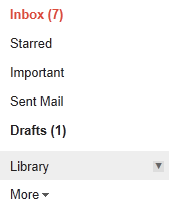 Inbox (7)
Starred
Important
Sent Mail
Drafts (1)
Library
More